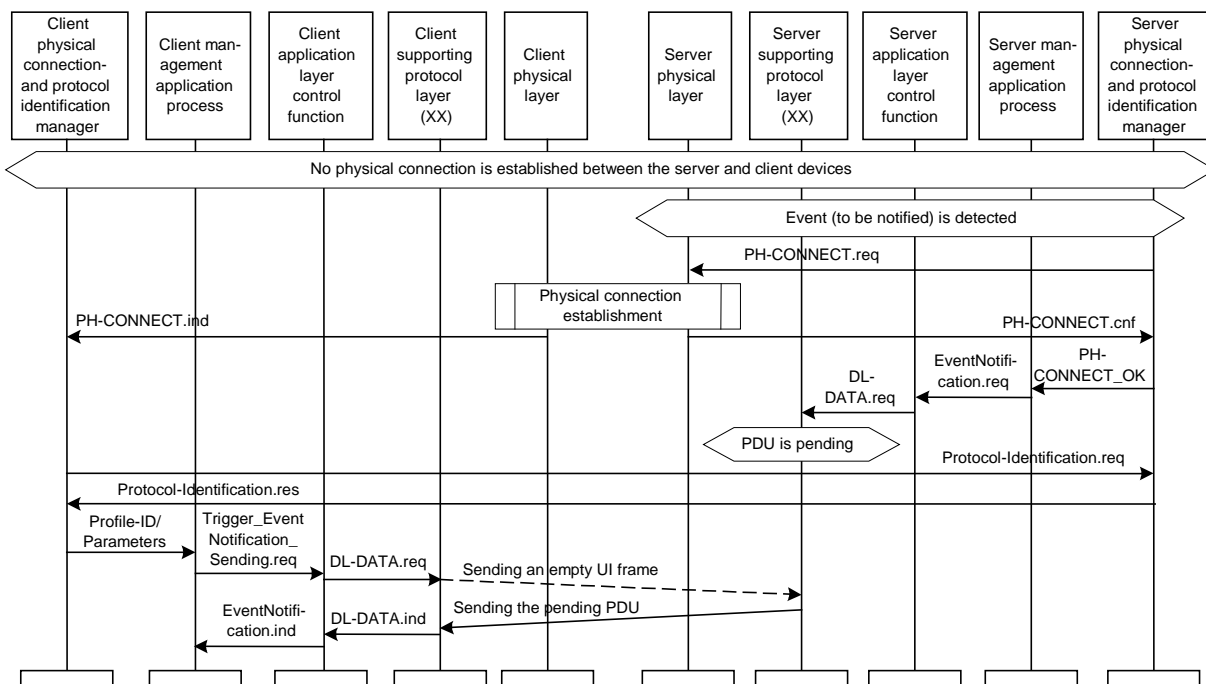 Client
physical
connection-
and protocol
identification
manager
Client man-
agement
application
process
Client
application
layer
control
function
Client
supporting
protocol
layer
(XX)
Client
physical
layer
Server
physical
layer
Server
supporting
protocol
layer (XX)
Server
application
layer
control
function
Server man-
agement
application
process
Server
physical
connection-
and protocol
identification
manager
No physical connection is established between the server and client devices
Event (to be notified) is detected
PH-CONNECT.req
Physical connection
establishment
PH-CONNECT.ind
PH-CONNECT.cnf
PH-
CONNECT_OK
EventNotifi-
cation.req
DL-
DATA.req
PDU is pending
Protocol-Identification.req
Protocol-Identification.res
Profile-ID/
Parameters
Trigger_Event
Notification_
Sending.req
DL-DATA.req
Sending an empty UI frame
Sending the pending PDU
DL-DATA.ind
EventNotifi-
cation.ind